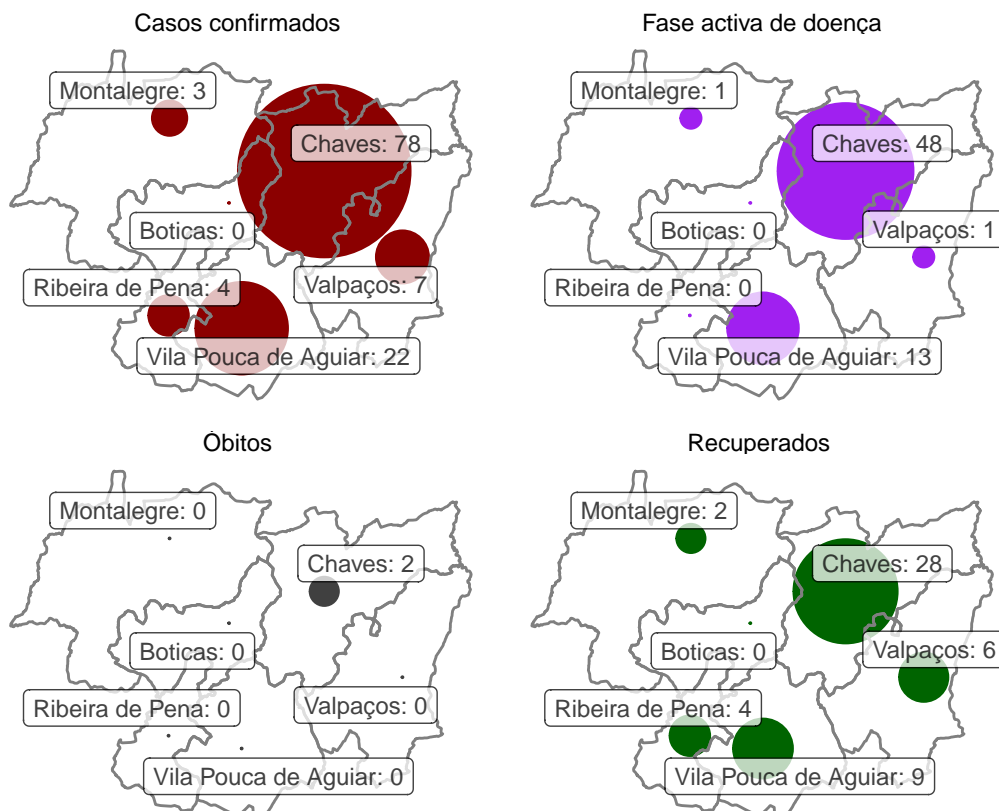 Casos confirmados
Montalegre: 3
Chaves: 78
Boticas: 0
Ribeira de Pena: 4
Valpaços: 7
Vila Pouca de Aguiar: 22
Fase activa de doença
Montalegre: 1
Chaves: 48
Boticas: 0
Valpaços: 1
Ribeira de Pena: 0
Vila Pouca de Aguiar: 13
Óbitos
Montalegre: 0
Chaves: 2
Boticas: 0
Ribeira de Pena: 0
Valpaços: 0
Vila Pouca de Aguiar: 0
Recuperados
Montalegre: 2
Chaves: 28
Boticas: 0
Valpaços: 6
Ribeira de Pena: 4
Vila Pouca de Aguiar: 9